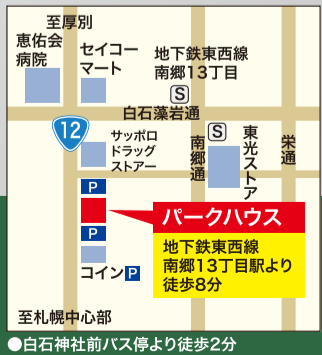 至厚別
恵佑会
病院
セイコー
マート
地下鉄東西線
南郷13丁目
S
白石藻岩通
12
サッポロ
ドラッグ
ストアー
S
南郷通
東光ストア
栄通
P
パークハウス
P
地下鉄東西線
南郷13丁目駅より
徒歩8分
コインP
至札幌中心部
●白石神社前バス停より徒歩2分